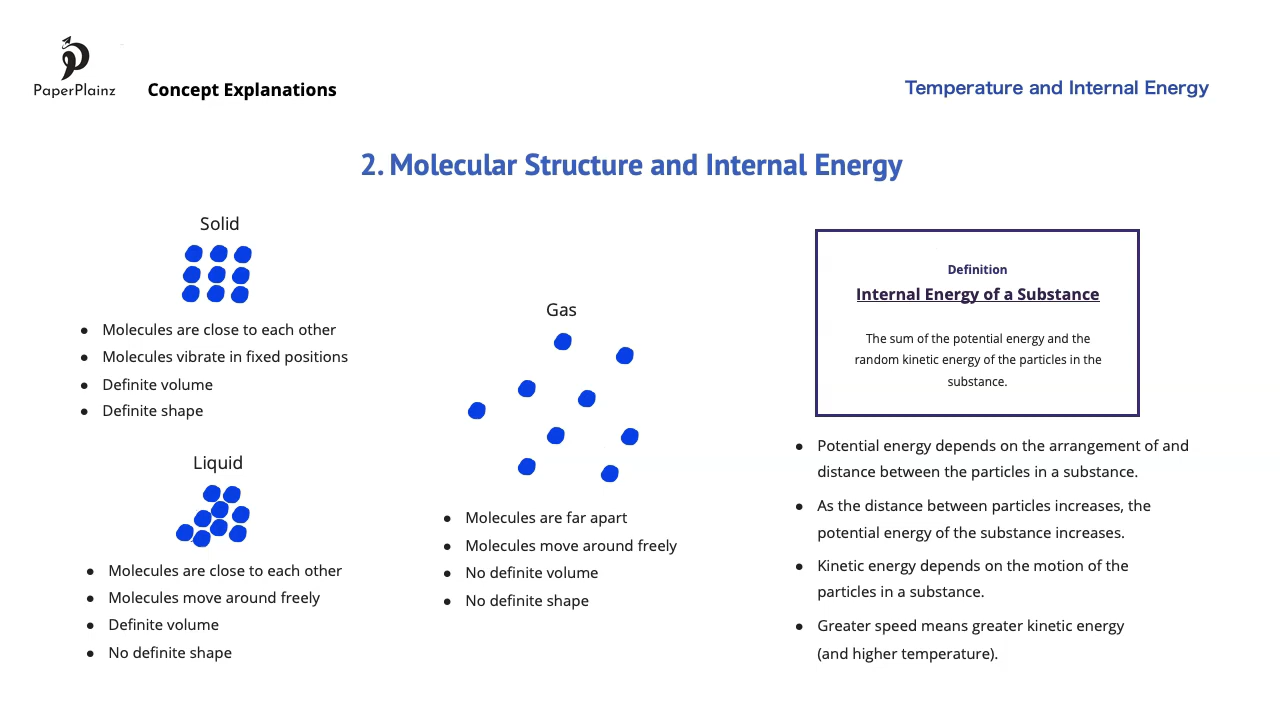 PaperPlainz
Concept Explanations
Temperature and Internal Energy
2. Molecular Structure and Internal Energy
Solid
● Molecules are close to each other
● Molecules vibrate in fixed positions
● Definite volume
● Definite shape
Liquid
● Molecules are close to each other
● Molecules move around freely
● Definite volume
● No definite shape
Gas
● Molecules are far apart
● Molecules move around freely
● No definite volume
● No definite shape
Definition
Internal Energy of a Substance
The sum of the potential energy and the
random kinetic energy of the particles in the
substance.
● Potential energy depends on the arrangement of and
distance between the particles in a substance.
● As the distance between particles increases, the
potential energy of the substance increases.
● Kinetic energy depends on the motion of the
particles in a substance.
● Greater speed means greater kinetic energy
(and higher temperature).